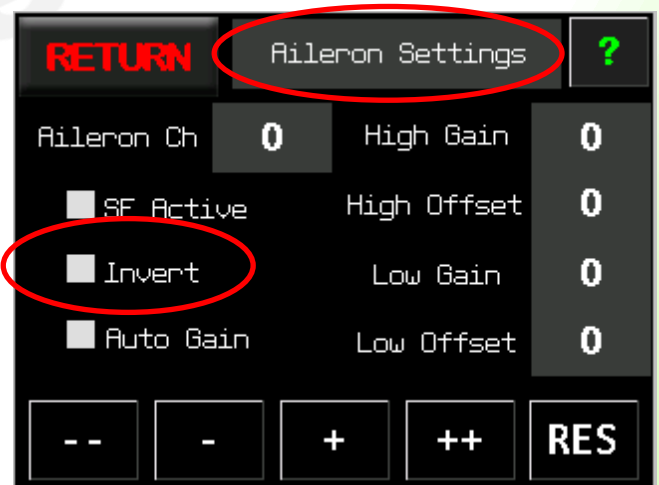 RETURN Aileron Settings ?
Aileron Ch 0 High Gain 0
SF Active High Offset 0
Invert Low Gain 0
Auto Gain Low Offset 0
-- - + ++ RES